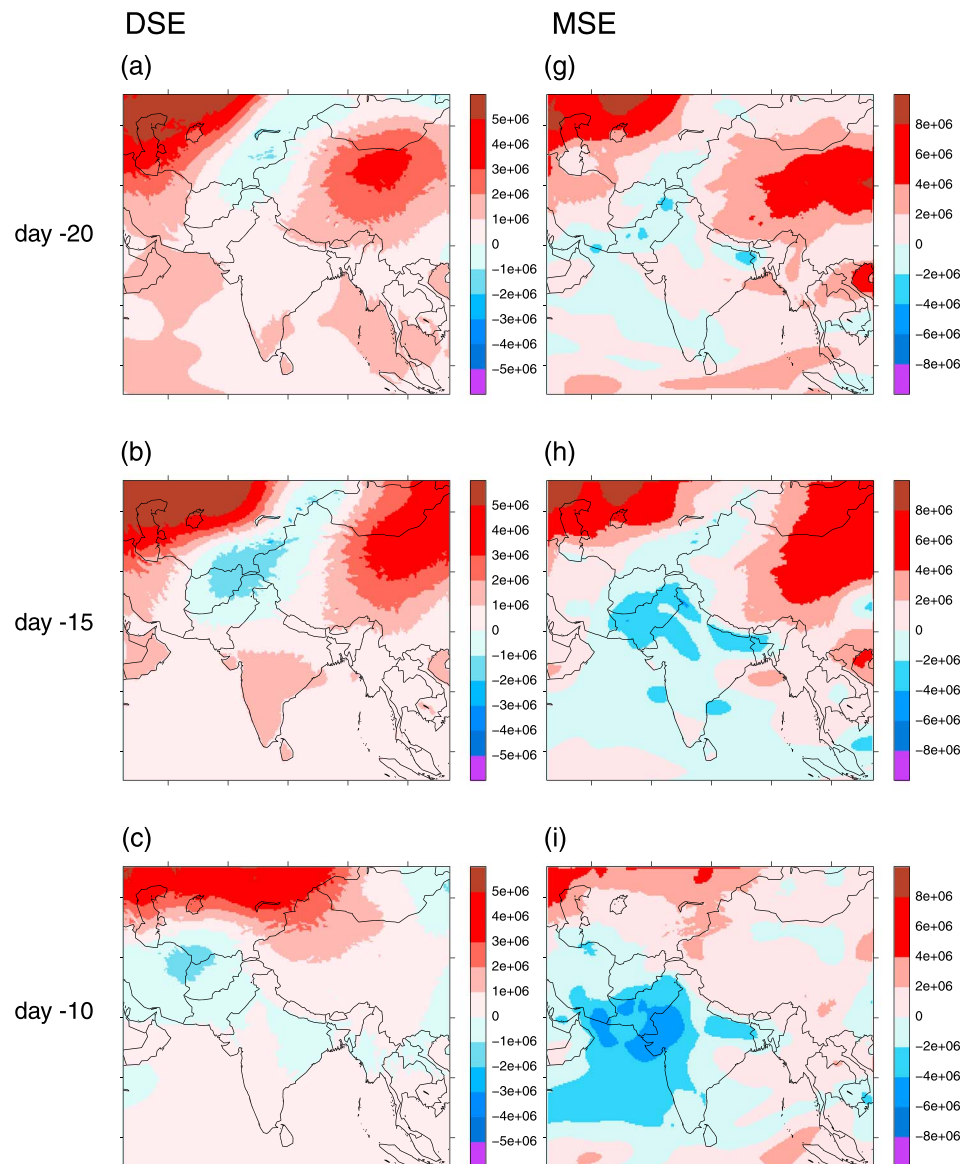 DSE MSE
(a) (g)
day -20
5e+06
4e+06
3e+06
2e+06
1e+06
0
−1e+06
−2e+06
−3e+06
−4e+06
−5e+06
8e+06
6e+06
4e+06
2e+06
0
−2e+06
−4e+06
−6e+06
−8e+06
(b) (h)
day -15
5e+06
4e+06
3e+06
2e+06
1e+06
0
−1e+06
−2e+06
−3e+06
−4e+06
−5e+06
8e+06
6e+06
4e+06
2e+06
0
−2e+06
−4e+06
−6e+06
−8e+06
(c) (i)
day -10
5e+06
4e+06
3e+06
2e+06
1e+06
0
−1e+06
−2e+06
−3e+06
−4e+06
−5e+06
8e+06
6e+06
4e+06
2e+06
0
−2e+06
−4e+06
−6e+06
−8e+06